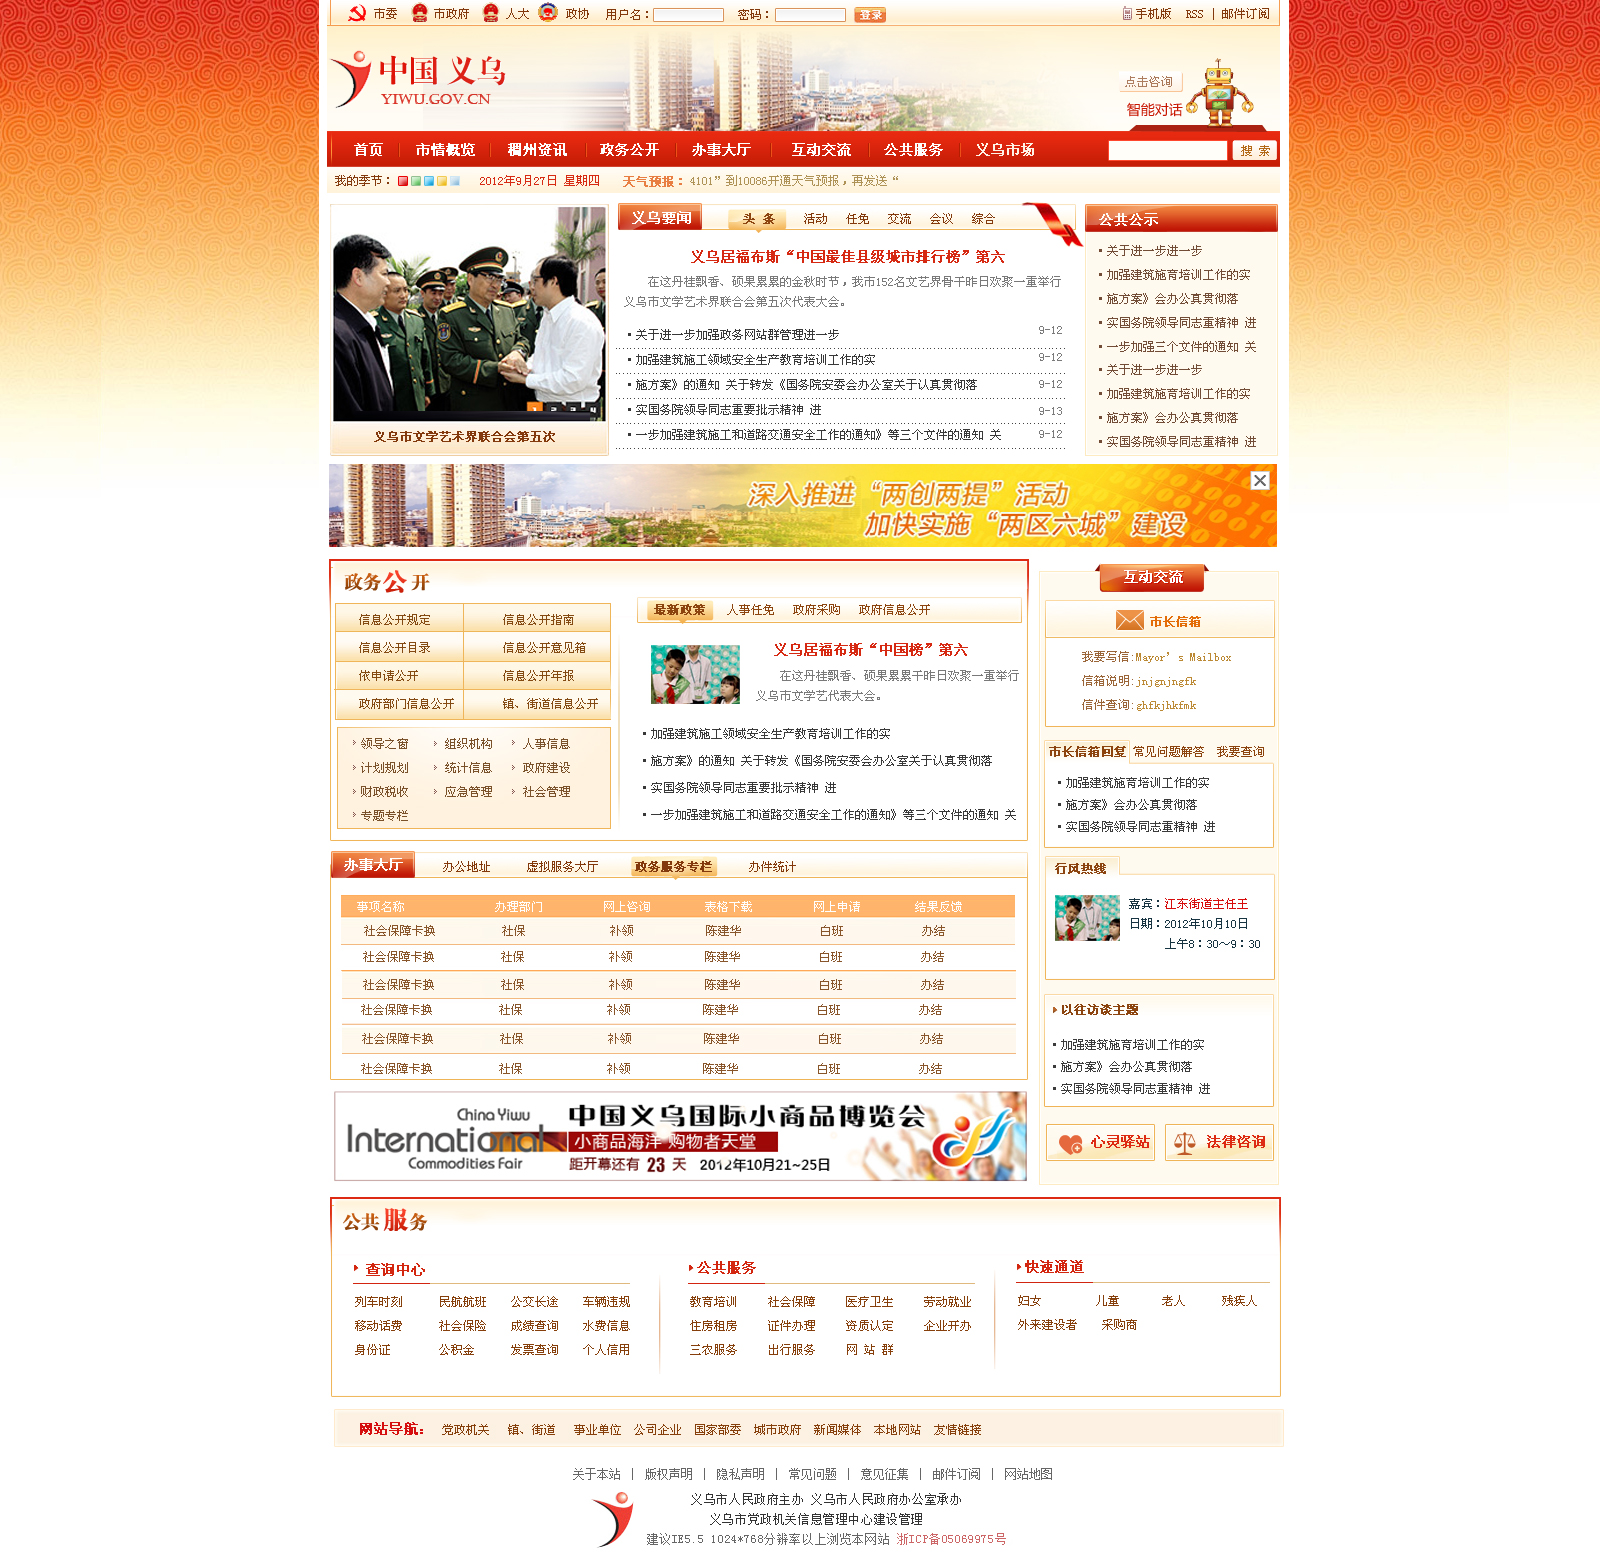 市委 市政府 人大 政协 用户名： 密码： 登录 手机版 RSS | 邮件订阅
中国 义乌
YIWU.GOV.CN
点击咨询
智能对话
首页 市情概览 稠州资讯 政务公开 办事大厅 互动交流 公共服务 义乌市场 搜 索
我的季节： 2012年9月27日 星期四 天气预报： 4101”到10086开通天气预报，再发送“
义乌要闻 头 条 活动 任免 交流 会议 综合
义乌居福布斯“中国最佳县级城市排行榜”第六
在这丹桂飘香、硕果累累的金秋时节，我市152名文艺界骨干昨日欢聚一重举行
义乌市文学艺术界联合会第五次代表大会。
关于进一步加强政务网站群管理进一步 9-12
加强建筑施工领域安全生产教育培训工作的实 9-12
施方案》的通知 关于转发《国务院安委会办公室关于认真贯彻落 9-12
实国务院领导同志重要批示精神 进 9-13
一步加强建筑施工和道路交通安全工作的通知》等三个文件的通知 关 9-12
1 2 3 4
义乌市文学艺术界联合会第五次
公共公示
关于进一步进一步
加强建筑施育培训工作的实
施方案》会办公真贯彻落
实国务院领导同志重精神 进
一步加强三个文件的通知 关
关于进一步进一步
加强建筑施育培训工作的实
施方案》会办公真贯彻落
实国务院领导同志重精神 进
深入推进“两创两提”活动
加快实施“两区六城”建设
政务公开
信息公开规定 信息公开指南
信息公开目录 信息公开意见箱
依申请公开 信息公开年报
政府部门信息公开 镇、街道信息公开
领导之窗 组织机构 人事信息
计划规划 统计信息 政府建设
财政税收 应急管理 社会管理
专题专栏
最新政策 人事任免 政府采购 政府信息公开
义乌居福布斯“中国榜”第六
在这丹桂飘香、硕果累累千昨日欢聚一重举行
义乌市文学艺代表大会。
加强建筑施工领域安全生产教育培训工作的实
施方案》的通知 关于转发《国务院安委会办公室关于认真贯彻落
实国务院领导同志重要批示精神 进
一步加强建筑施工和道路交通安全工作的通知》等三个文件的通知 关
互动交流
市长信箱
我要写信:Mayor’s Mailbox
信箱说明:jnjgnjngfk
信件查询:ghfkjhkfmk
市长信箱回复 常见问题解答 我要查询
加强建筑施育培训工作的实
施方案》会办公真贯彻落
实国务院领导同志重精神 进
行风热线
嘉宾：江东街道主任王
日期：2012年10月10日
上午8：30～9：30
以往访谈主题
加强建筑施育培训工作的实
施方案》会办公真贯彻落
实国务院领导同志重精神 进
心灵驿站 法律咨询
办事大厅 办公地址 虚拟服务大厅 政务服务专栏 办件统计
事项名称 办理部门 网上咨询 表格下载 网上申请 结果反馈
社会保障卡换 社保 补领 陈建华 白班 办结
社会保障卡换 社保 补领 陈建华 白班 办结
社会保障卡换 社保 补领 陈建华 白班 办结
社会保障卡换 社保 补领 陈建华 白班 办结
社会保障卡换 社保 补领 陈建华 白班 办结
社会保障卡换 社保 补领 陈建华 白班 办结
China Yiwu
International
Commodities Fair
中国义乌国际小商品博览会
小商品海洋 购物者天堂
距开幕还有 23 天 2012年10月21~25日
公共服务
查询中心
列车时刻 民航航班 公交长途 车辆违规
移动话费 社会保险 成绩查询 水费信息
身份证 公积金 发票查询 个人信用
公共服务
教育培训 社会保障 医疗卫生 劳动就业
住房租房 证件办理 资质认定 企业开办
三农服务 出行服务 网 站 群
快速通道
妇女 儿童 老人 残疾人
外来建设者 采购商
网站导航： 党政机关 镇、街道 事业单位 公司企业 国家部委 城市政府 新闻媒体 本地网站 友情链接
关于本站 | 版权声明 | 隐私声明 | 常见问题 | 意见征集 | 邮件订阅 | 网站地图
义乌市人民政府主办 义乌市人民政府办公室承办
义乌市党政机关信息管理中心建设管理
建议IE5.5 1024*768分辨率以上浏览本网站 浙ICP备05069975号